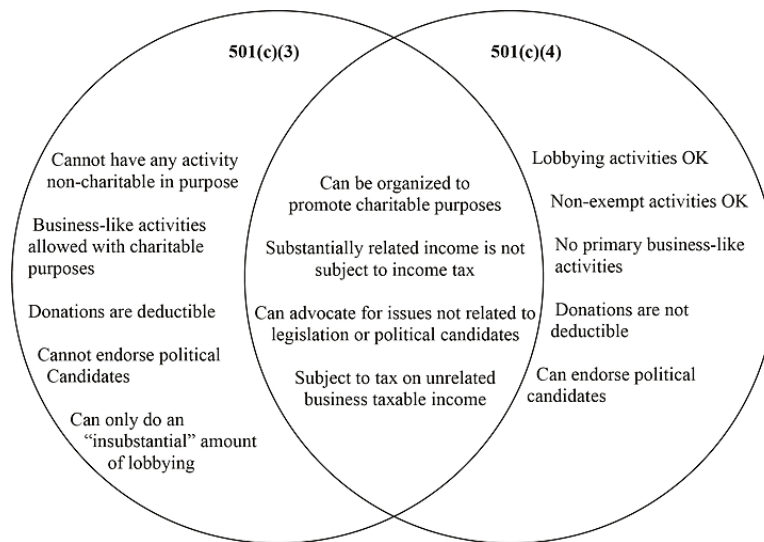 501(c)(3)
Cannot have any activity
non-charitable in purpose
Business-like activities
allowed with charitable
purposes
Donations are deductible
Cannot endorse political
Candidates
Can only do an
“insubstantial” amount
of lobbying
Can be organized to
promote charitable purposes
Substantially related income is not
subject to income tax
Can advocate for issues not related to
legislation or political candidates
Subject to tax on unrelated
business taxable income
501(c)(4)
Lobbying activities OK
Non-exempt activities OK
No primary business-like
activities
Donations are not
deductible
Can endorse political
candidates